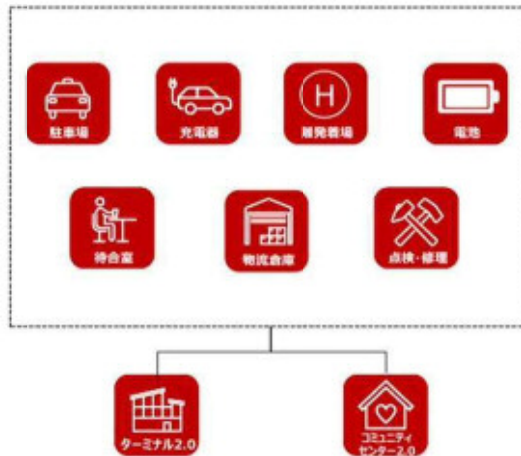 駐車場
充電器
H
離発着場
電池
待合室
物流倉庫
点検・修理
ターミナル2.0
コミュニティ
センター2.0